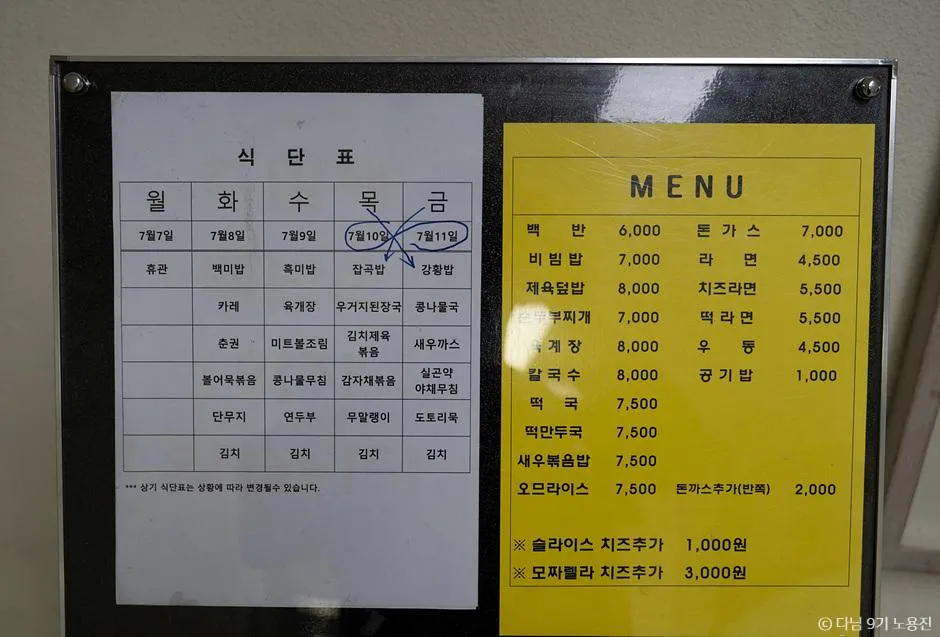 식 단 표
월 화 수 목 금
7월7일 7월8일 7월9일 7월10일 7월11일
휴관 백미밥 흑미밥 잡곡밥 강황밥
카레 육개장 우거지된장국 콩나물국
춘권 미트볼조림 김치제육볶음 새우까스
볼어묵볶음 콩나물무침 감자채볶음 실곤약야채무침
단무지 연두부 무말랭이 도토리묵
김치 김치 김치 김치
*** 상기 식단표는 상황에 따라 변경될수 있습니다.
MENU
백 반 6,000 돈 가 스 7,000
비빔밥 7,000 라 면 4,500
제육덮밥 8,000 치즈라면 5,500
순두부찌개 7,000 떡라면 5,500
육계장 8,000 우 동 4,500
칼국수 8,000 공기밥 1,000
떡 국 7,500
떡만두국 7,500
새우볶음밥 7,500
오므라이스 7,500 돈까스추가(반쪽) 2,000
※ 슬라이스 치즈추가 1,000원
※ 모짜렐라 치즈추가 3,000원
© 다님 9기 노용진